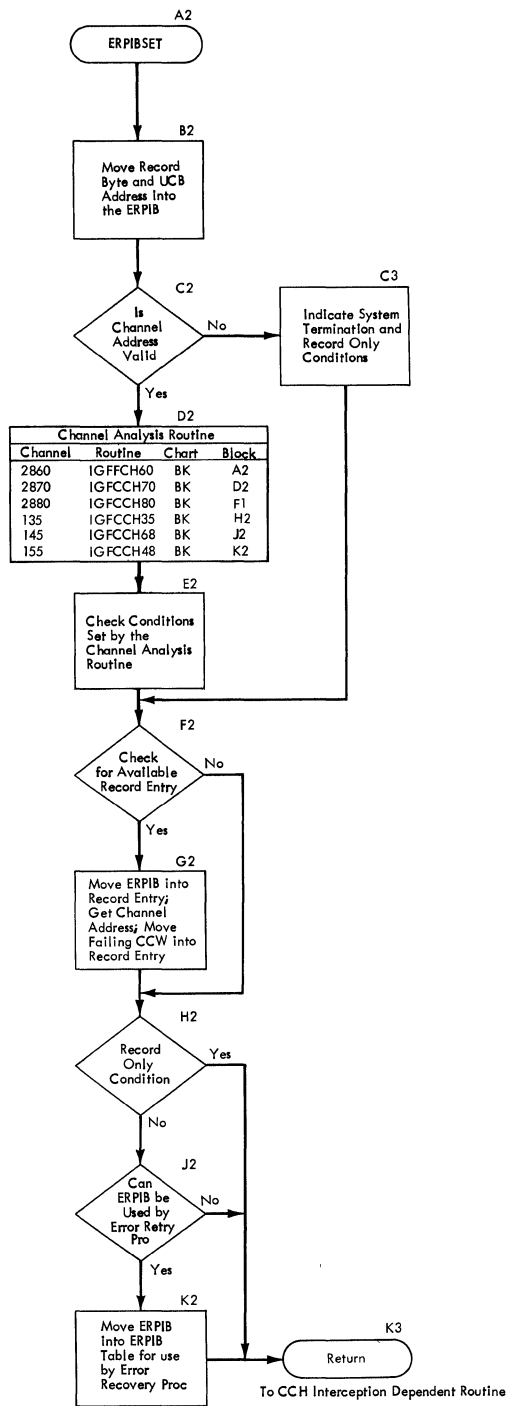 A2
ERPIBSET
B2
Move Record
Byte and UCB
Address into
the ERPIB
C2
Is
Channel
Address
Valid
No
Yes
C3
Indicate System
Termination and
Record Only
Conditions
D2
Channel Analysis Routine
Channel Routine Chart Block
2860 IGFFCH60 BK A2
2870 IGFCCH70 BK D2
2880 IGFCCH80 BK F1
135 IGFCCH35 BK H2
145 IGFCCH68 BK J2
155 IGFCCH48 BK K2
E2
Check Conditions
Set by the
Channel Analysis
Routine
F2
Check
for Available
Record Entry
No
Yes
G2
Move ERPIB into
Record Entry;
Get Channel
Address; Move
Failing CCW into
Record Entry
H2
Record
Only
Condition
Yes
No
J2
Can
ERPIB be
Used by
Error Retry
Pro
No
Yes
K2
Move ERPIB
into ERPIB
Table for use
by Error
Recovery Proc
K3
Return
To CCH Interception Dependent Routine